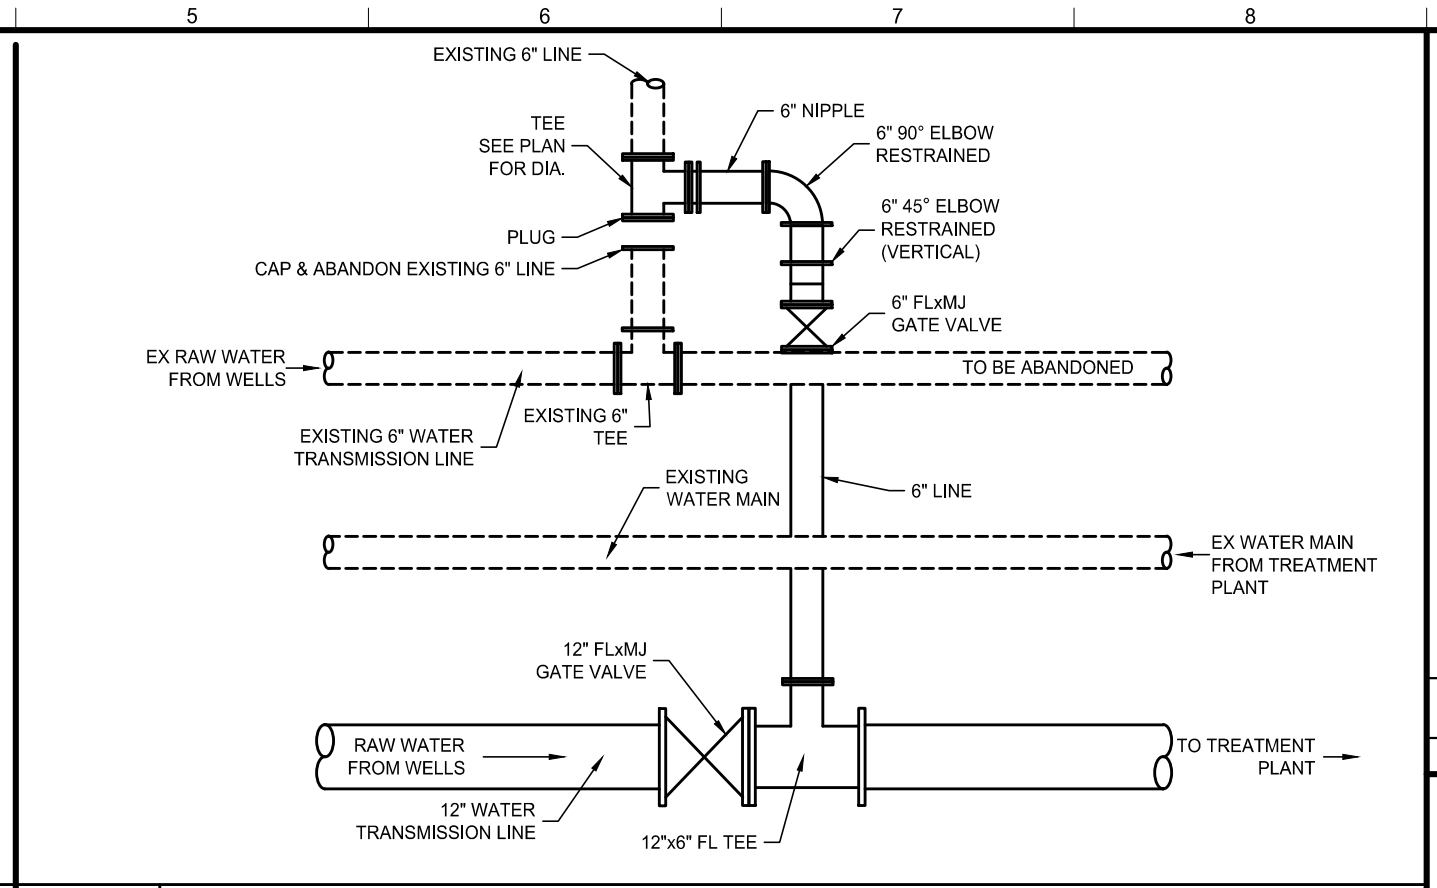 5 6 7 8
EXISTING 6" LINE
6" NIPPLE
TEE
SEE PLAN
FOR DIA.
6" 90° ELBOW
RESTRAINED
6" 45° ELBOW
RESTRAINED
(VERTICAL)
PLUG
CAP & ABANDON EXISTING 6" LINE
6" FLxMJ
GATE VALVE
EX RAW WATER
FROM WELLS
TO BE ABANDONED
EXISTING 6"
TEE
EXISTING 6" WATER
TRANSMISSION LINE
EXISTING
WATER MAIN
6" LINE
EX WATER MAIN
FROM TREATMENT
PLANT
12" FLxMJ
GATE VALVE
RAW WATER
FROM WELLS
TO TREATMENT
PLANT
12" WATER
TRANSMISSION LINE
12"x6" FL TEE